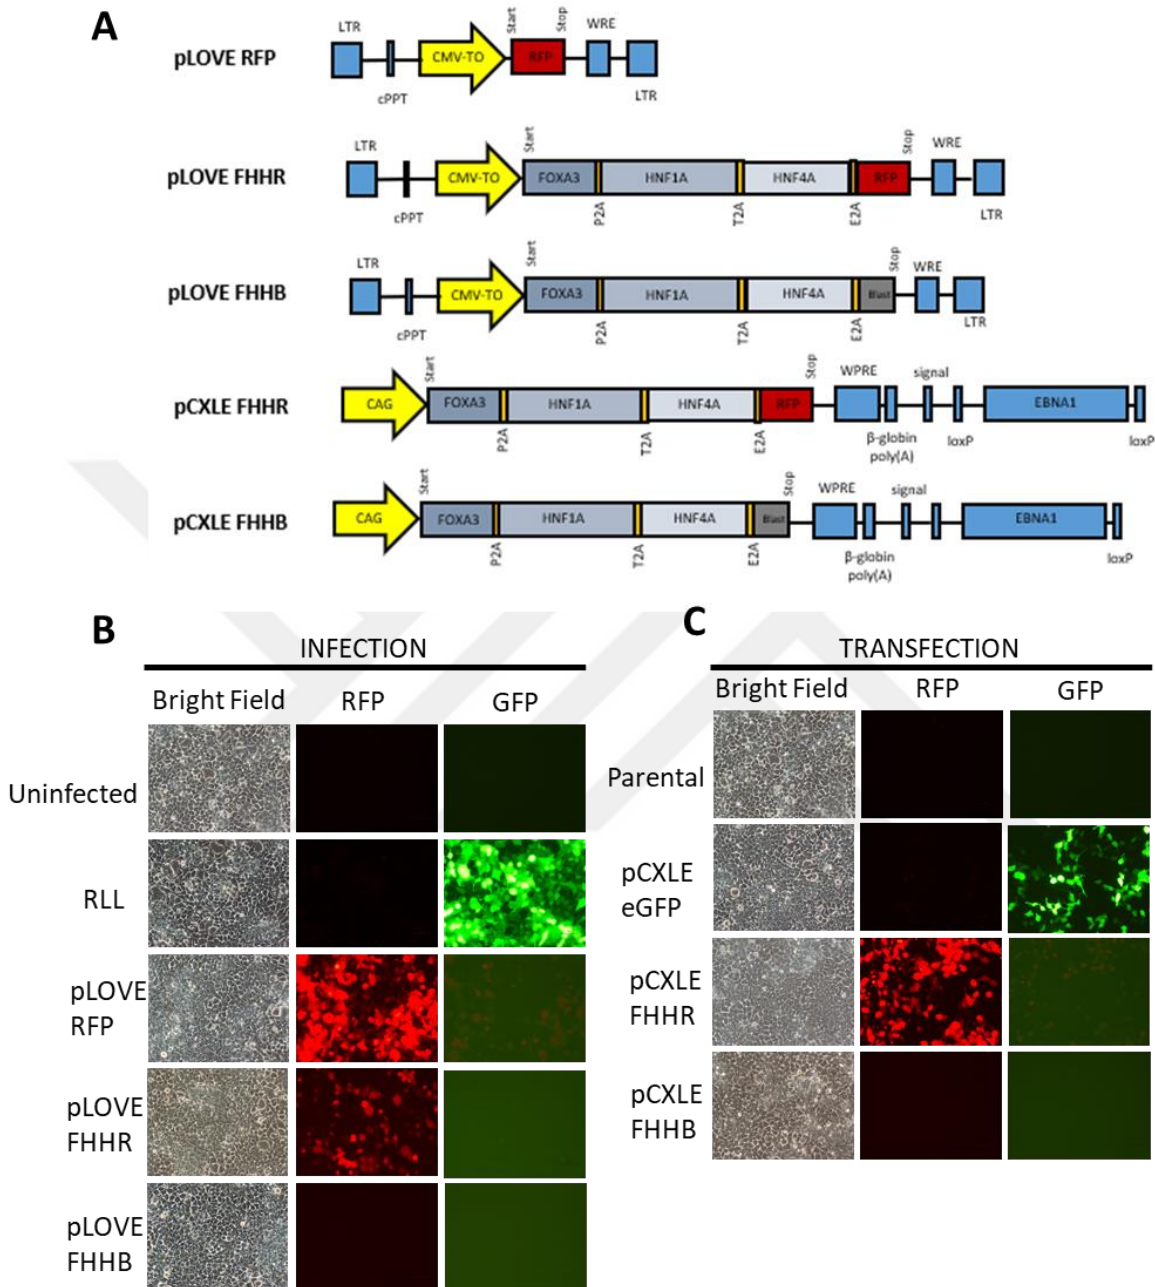 A
pLOVE RFP
LTR
cPPT
CMV-TO
Start
RFP
Stop
WRE
LTR
pLOVE FHHR
LTR
cPPT
CMV-TO
Start
FOXA3
P2A
HNF1A
T2A
HNF4A
E2A
RFP
Stop
WRE
LTR
pLOVE FHHB
LTR
cPPT
CMV-TO
Start
FOXA3
P2A
HNF1A
T2A
HNF4A
E2A
Blast
Stop
WRE
LTR
pCXLE FHHR
CAG
Start
FOXA3
P2A
HNF1A
T2A
HNF4A
E2A
RFP
Stop
WPRE
β-globin
poly(A)
signal
loxP
EBNA1
loxP
pCXLE FHHB
CAG
Start
FOXA3
P2A
HNF1A
T2A
HNF4A
E2A
Blast
Stop
WPRE
β-globin
poly(A)
signal
EBNA1
loxP
B
INFECTION
Bright Field RFP GFP
Uninfected
RLL
pLOVE
RFP
pLOVE
FHHR
pLOVE
FHHB
C
TRANSFECTION
Bright Field RFP GFP
Parental
pCXLE
eGFP
pCXLE
FHHR
pCXLE
FHHB